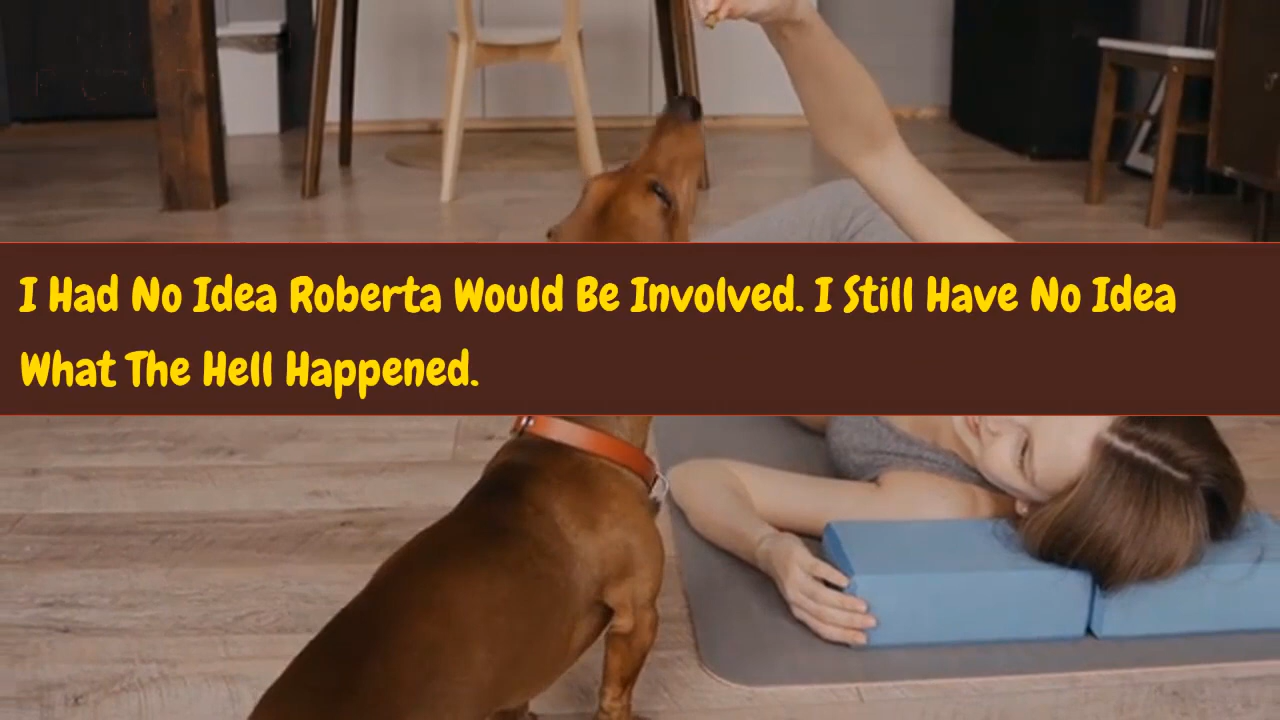 I Had No Idea Roberta Would Be Involved. I Still Have No Idea
What The Hell Happened.